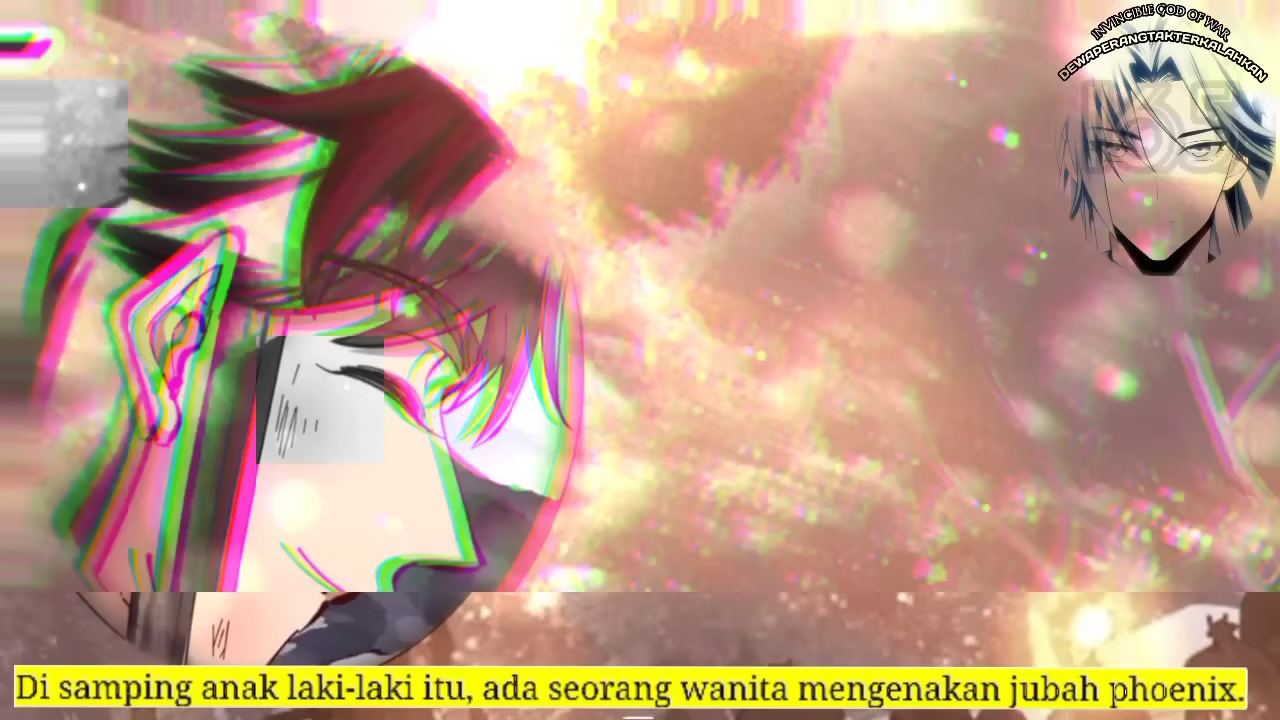 INVINCIBLE GOD OF WAR
DEWAPERANGTAKTERKALAHKAN
Di samping anak laki-laki itu, ada seorang wanita mengenakan jubah phoenix.